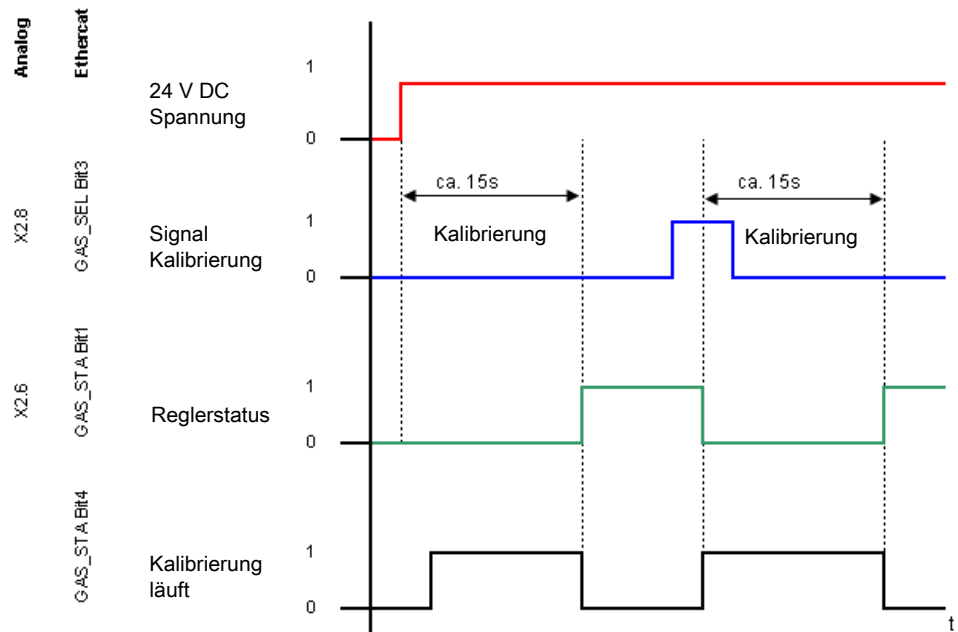 Analog
Ethercat
24 V DC
Spannung
1
0
X2.8
GAS_SEL Bit3
Signal
Kalibrierung
1
0
ca. 15s
Kalibrierung
ca. 15s
Kalibrierung
X2.6
GAS_STA Bit1
Reglerstatus
1
0
GAS_STA Bit4
Kalibrierung
läuft
1
0
t